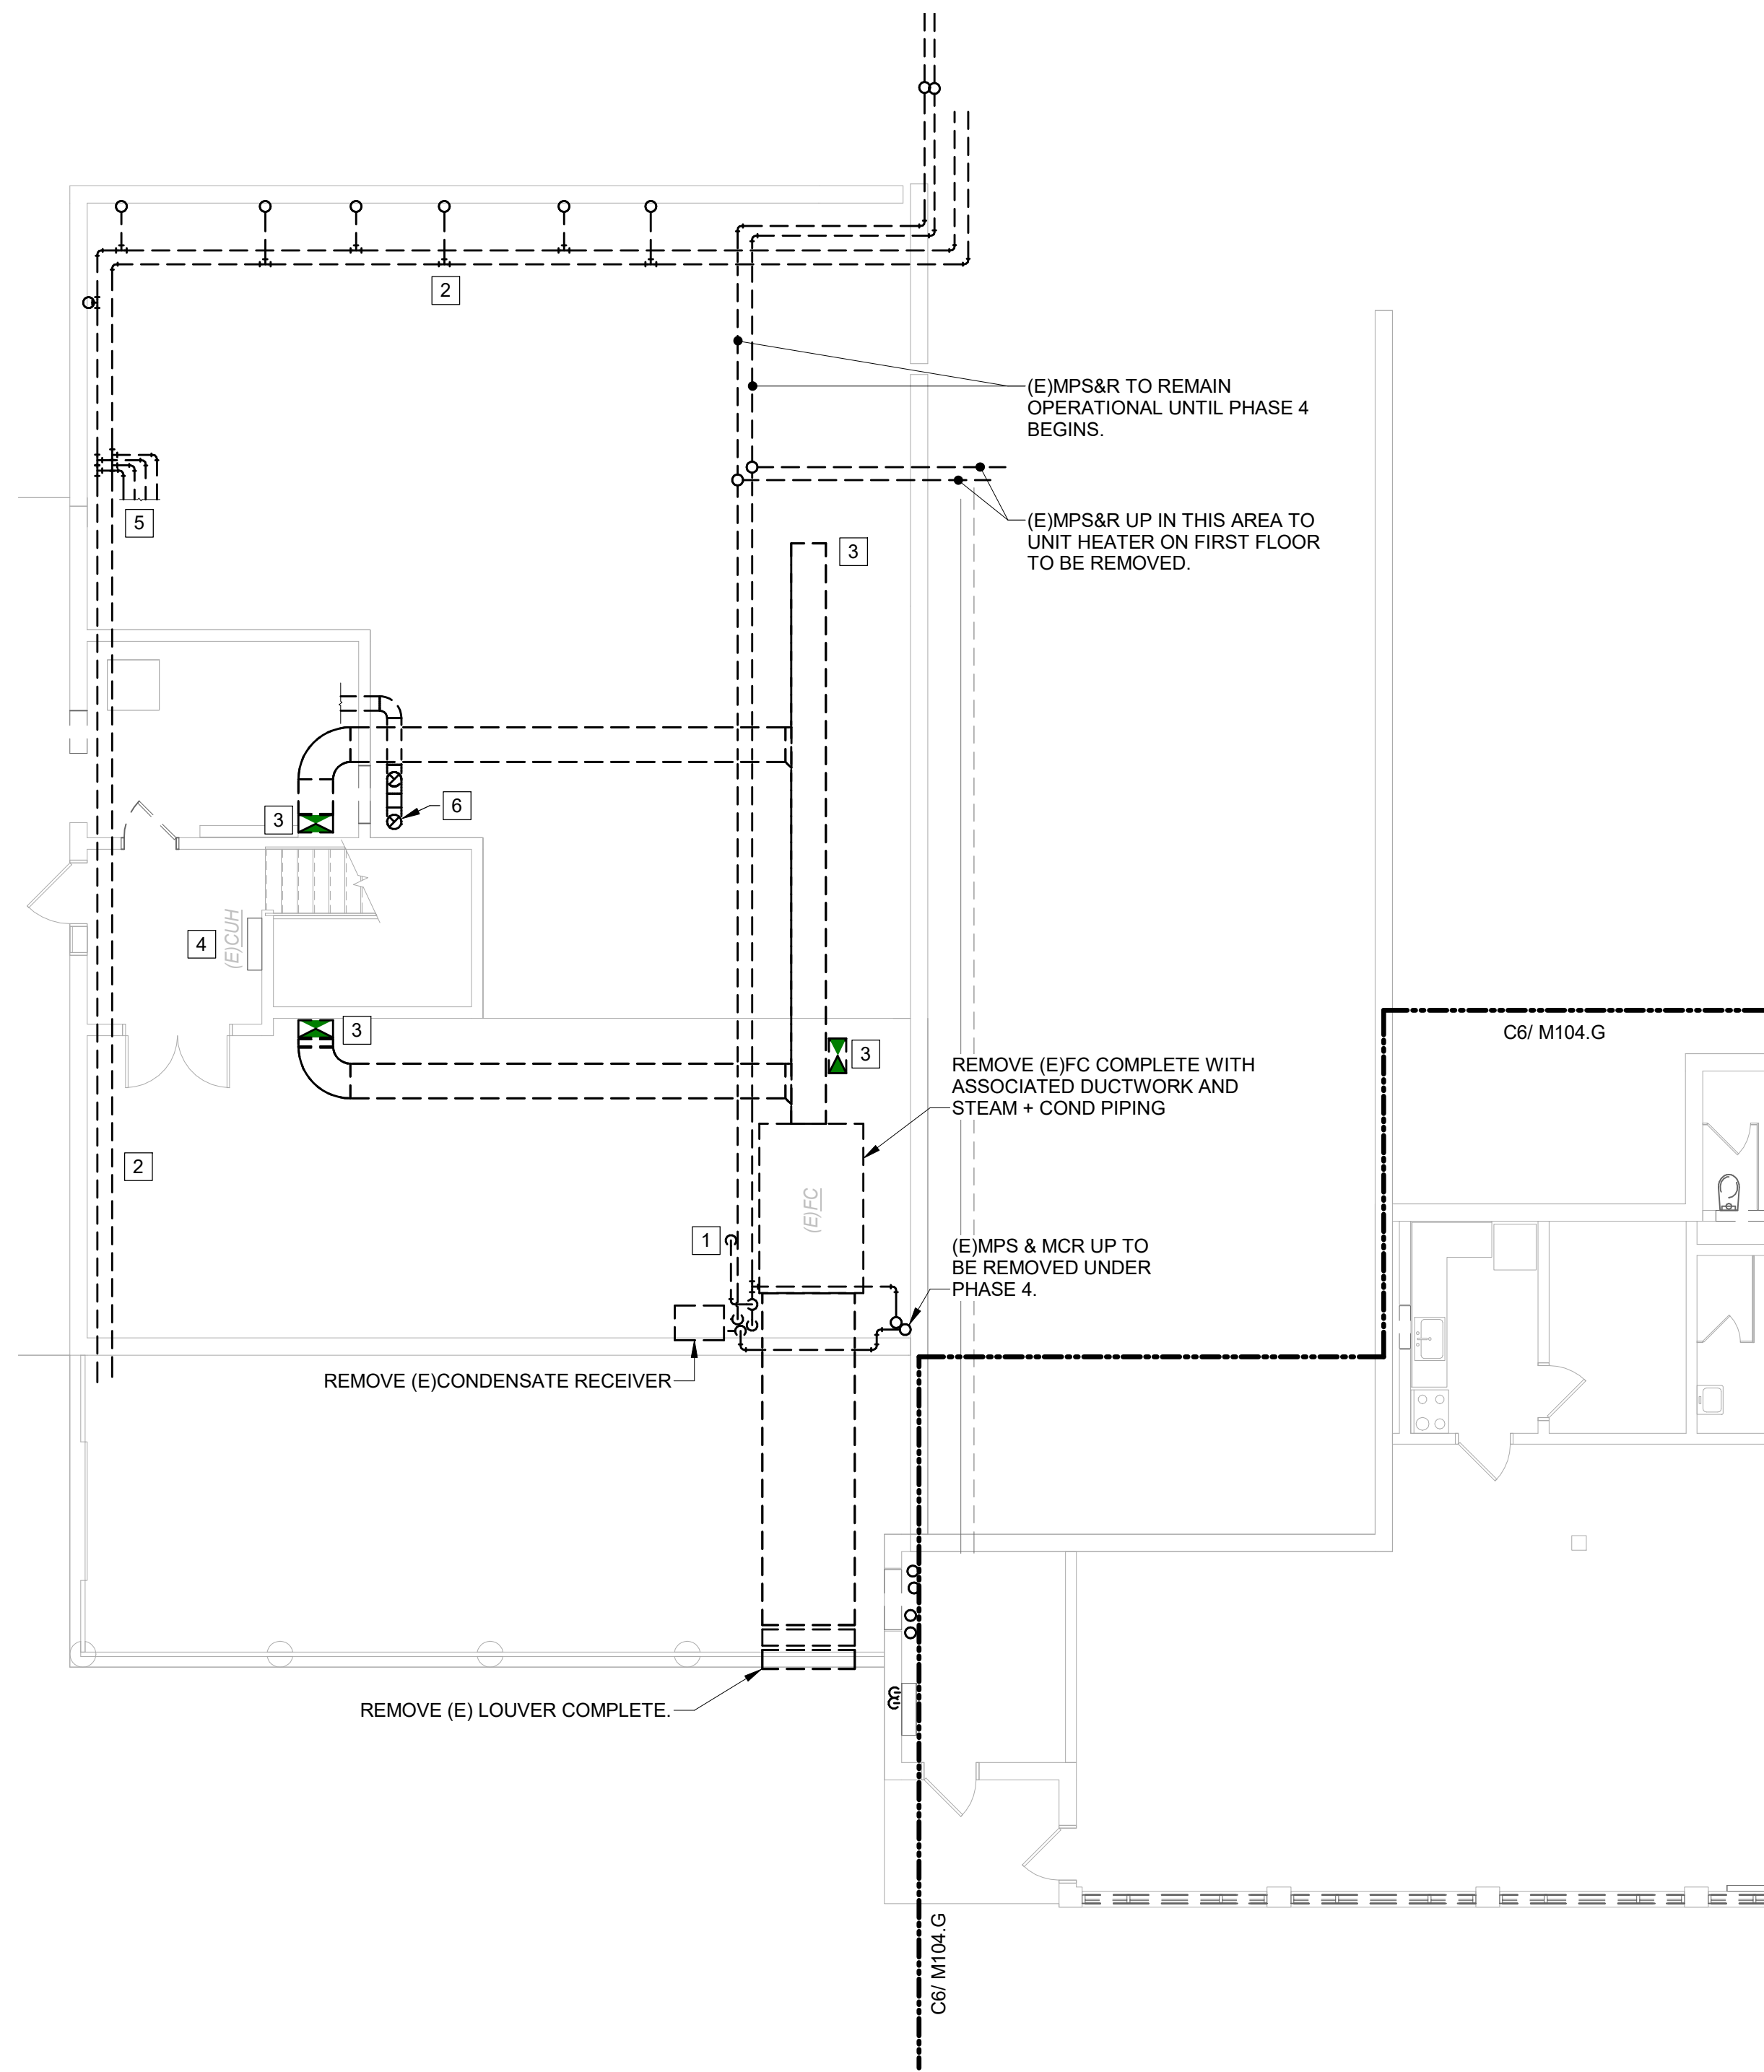 2
(E)MPS&R TO REMAIN
OPERATIONAL UNTIL PHASE 4
BEGINS.
5
(E)MPS&R UP IN THIS AREA TO
UNIT HEATER ON FIRST FLOOR
TO BE REMOVED.
3
3
6
4
(E)CUH
3
3
C6/ M104.G
REMOVE (E)FC COMPLETE WITH
ASSOCIATED DUCTWORK AND
STEAM + COND PIPING
2
(E)FC
1
(E)MPS & MCR UP TO
BE REMOVED UNDER
PHASE 4.
REMOVE (E)CONDENSATE RECEIVER
REMOVE (E) LOUVER COMPLETE.
C6/ M104.G